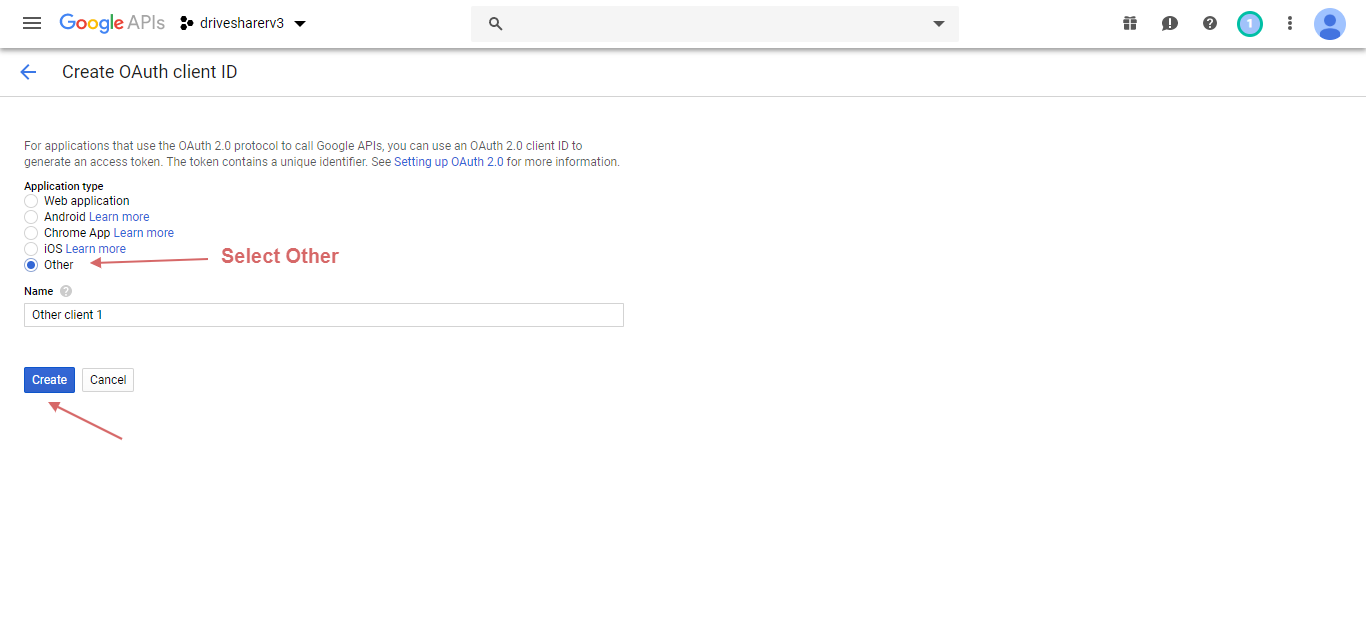 Google APIs drivesharerv3
1
Create OAuth client ID
For applications that use the OAuth 2.0 protocol to call Google APIs, you can use an OAuth 2.0 client ID to
generate an access token. The token contains a unique identifier. See Setting up OAuth 2.0 for more information.
Application type
Web application
Android Learn more
Chrome App Learn more
iOS Learn more
Other
Select Other
Name ?
Other client 1
Create Cancel